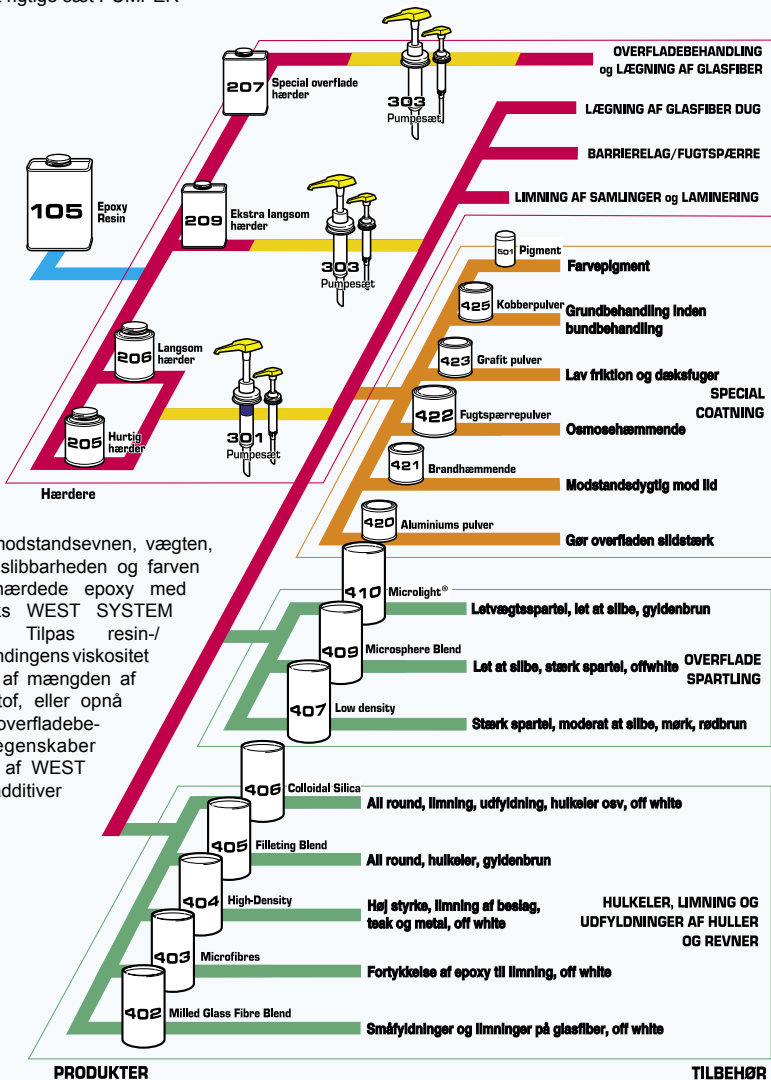 OVERFLADEBEHANDLING
og LÆGNING AF GLASFIBER
207
Special overflade
hærder
303
Pumpesæt
LÆGNING AF GLASFIBER DUG
BARRIERELAG/FUGTSPÆRRE
LIMNING AF SAMLINGER og LAMINERING
105
Epoxy
Resin
209
Ekstra langsom
hærder
303
Pumpesæt
206
Langsom
hærder
205
Hurtig
hærder
301
Pumpesæt
Hærdere
501
Pigment
Farvepigment
425
Kobberpulver
Grundbehandling inden
bundbehandling
423
Grafit pulver
Lav friktion og dæksfuger
SPECIAL
COATNING
422
Fugtspærrepulver
Osmosehæmmende
421
Brandhæmmende
Modstandsdygtig mod ild
420
Aluminiums pulver
Gør overfladen slidstærk
modstandsevnen, vægten,
slibbarheden og farven
hærdede epoxy med
ks WEST SYSTEM
Tilpas resin-/
ndingens viskositet
af mængden af
tof, eller opnå
overfladebe-
egenskaber
af WEST
additiver
410
Microlight®
Letvægtsspartel, let at slibe, gyldenbrun
409
Microsphere Blend
Let at slibe, stærk spartel, offwhite
OVERFLADE
SPARTLING
407
Low density
Stærk spartel, moderat at slibe, mørk, rødbrun
406
Colloidal Silica
All round, limning, udfyldning, hulkeler osv, off white
405
Filleting Blend
All round, hulkeler, gyldenbrun
404
High-Density
Høj styrke, limning af beslag,
teak og metal, off white
HULKELER, LIMNING OG
UDFYLDNINGER AF HULLER
OG REVNER
403
Microfibres
Fortykkelse af epoxy til limning, off white
402
Milled Glass Fibre Blend
Småfyldninger og limninger på glasfiber, off white
PRODUKTER
TILBEHØR